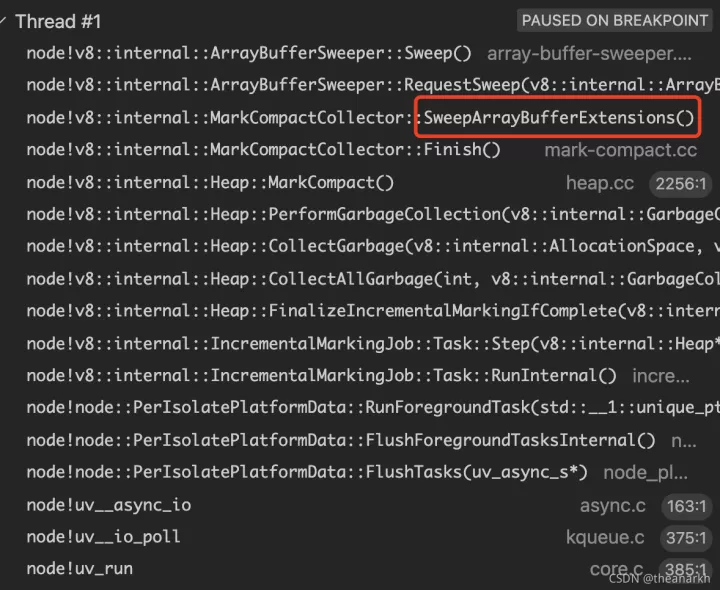 Thread #1 PAUSED ON BREAKPOINT
node!v8::internal::ArrayBufferSweeper::Sweep() array-buffer-sweeper....
node!v8::internal::ArrayBufferSweeper::RequestSweep(v8::internal::ArrayB
node!v8::internal::MarkCompactCollector::SweepArrayBufferExtensions()
node!v8::internal::MarkCompactCollector::Finish() mark-compact.cc
node!v8::internal::Heap::MarkCompact() heap.cc 2256:1
node!v8::internal::Heap::PerformGarbageCollection(v8::internal::GarbageC
node!v8::internal::Heap::CollectGarbage(v8::internal::AllocationSpace, v
node!v8::internal::Heap::CollectAllGarbage(int, v8::internal::GarbageCol
node!v8::internal::Heap::FinalizeIncrementalMarkingIfComplete(v8::intern
node!v8::internal::IncrementalMarkingJob::Task::Step(v8::internal::Heap*
node!v8::internal::IncrementalMarkingJob::Task::RunInternal() incre...
node!node::PerIsolatePlatformData::RunForegroundTask(std::__1::unique_pt
node!node::PerIsolatePlatformData::FlushForegroundTasksInternal() n...
node!node::PerIsolatePlatformData::FlushTasks(uv_async_s*) node_pl...
node!uv__async_io async.c 163:1
node!uv__io_poll kqueue.c 375:1
node!uv_run core.c 385:1
CSDN @theanarkh